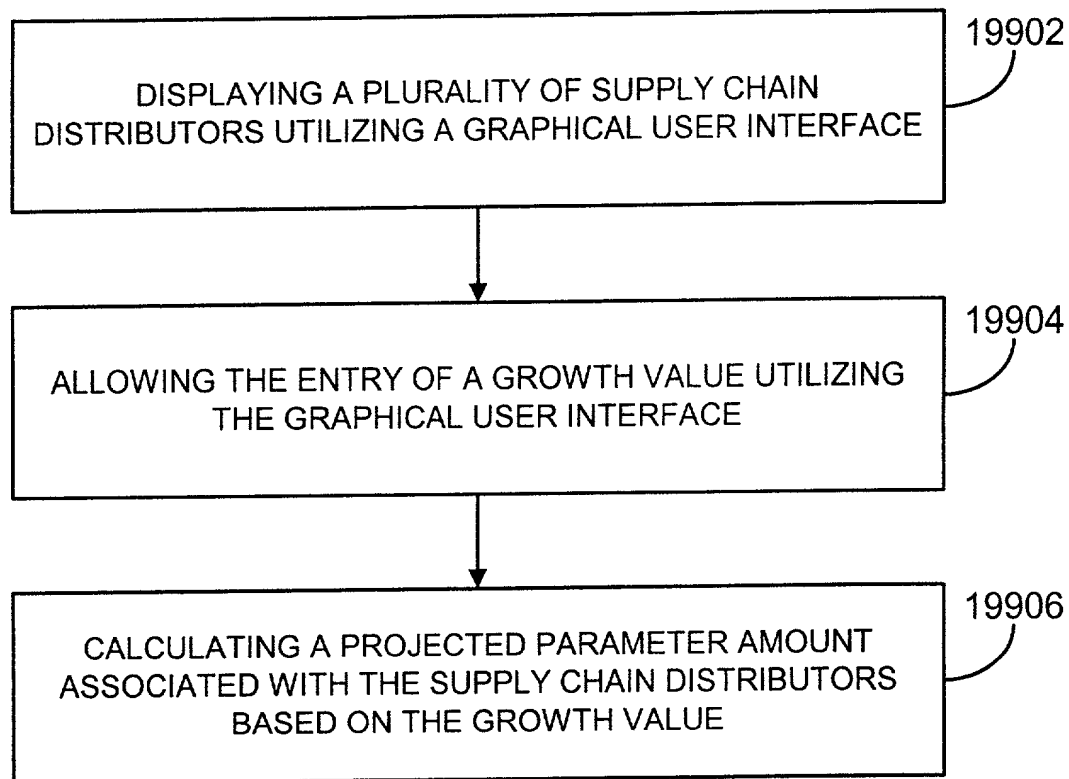 19902
DISPLAYING A PLURALITY OF SUPPLY CHAIN
DISTRIBUTORS UTILIZING A GRAPHICAL USER INTERFACE
19904
ALLOWING THE ENTRY OF A GROWTH VALUE UTILIZING
THE GRAPHICAL USER INTERFACE
19906
CALCULATING A PROJECTED PARAMETER AMOUNT
ASSOCIATED WITH THE SUPPLY CHAIN DISTRIBUTORS
BASED ON THE GROWTH VALUE